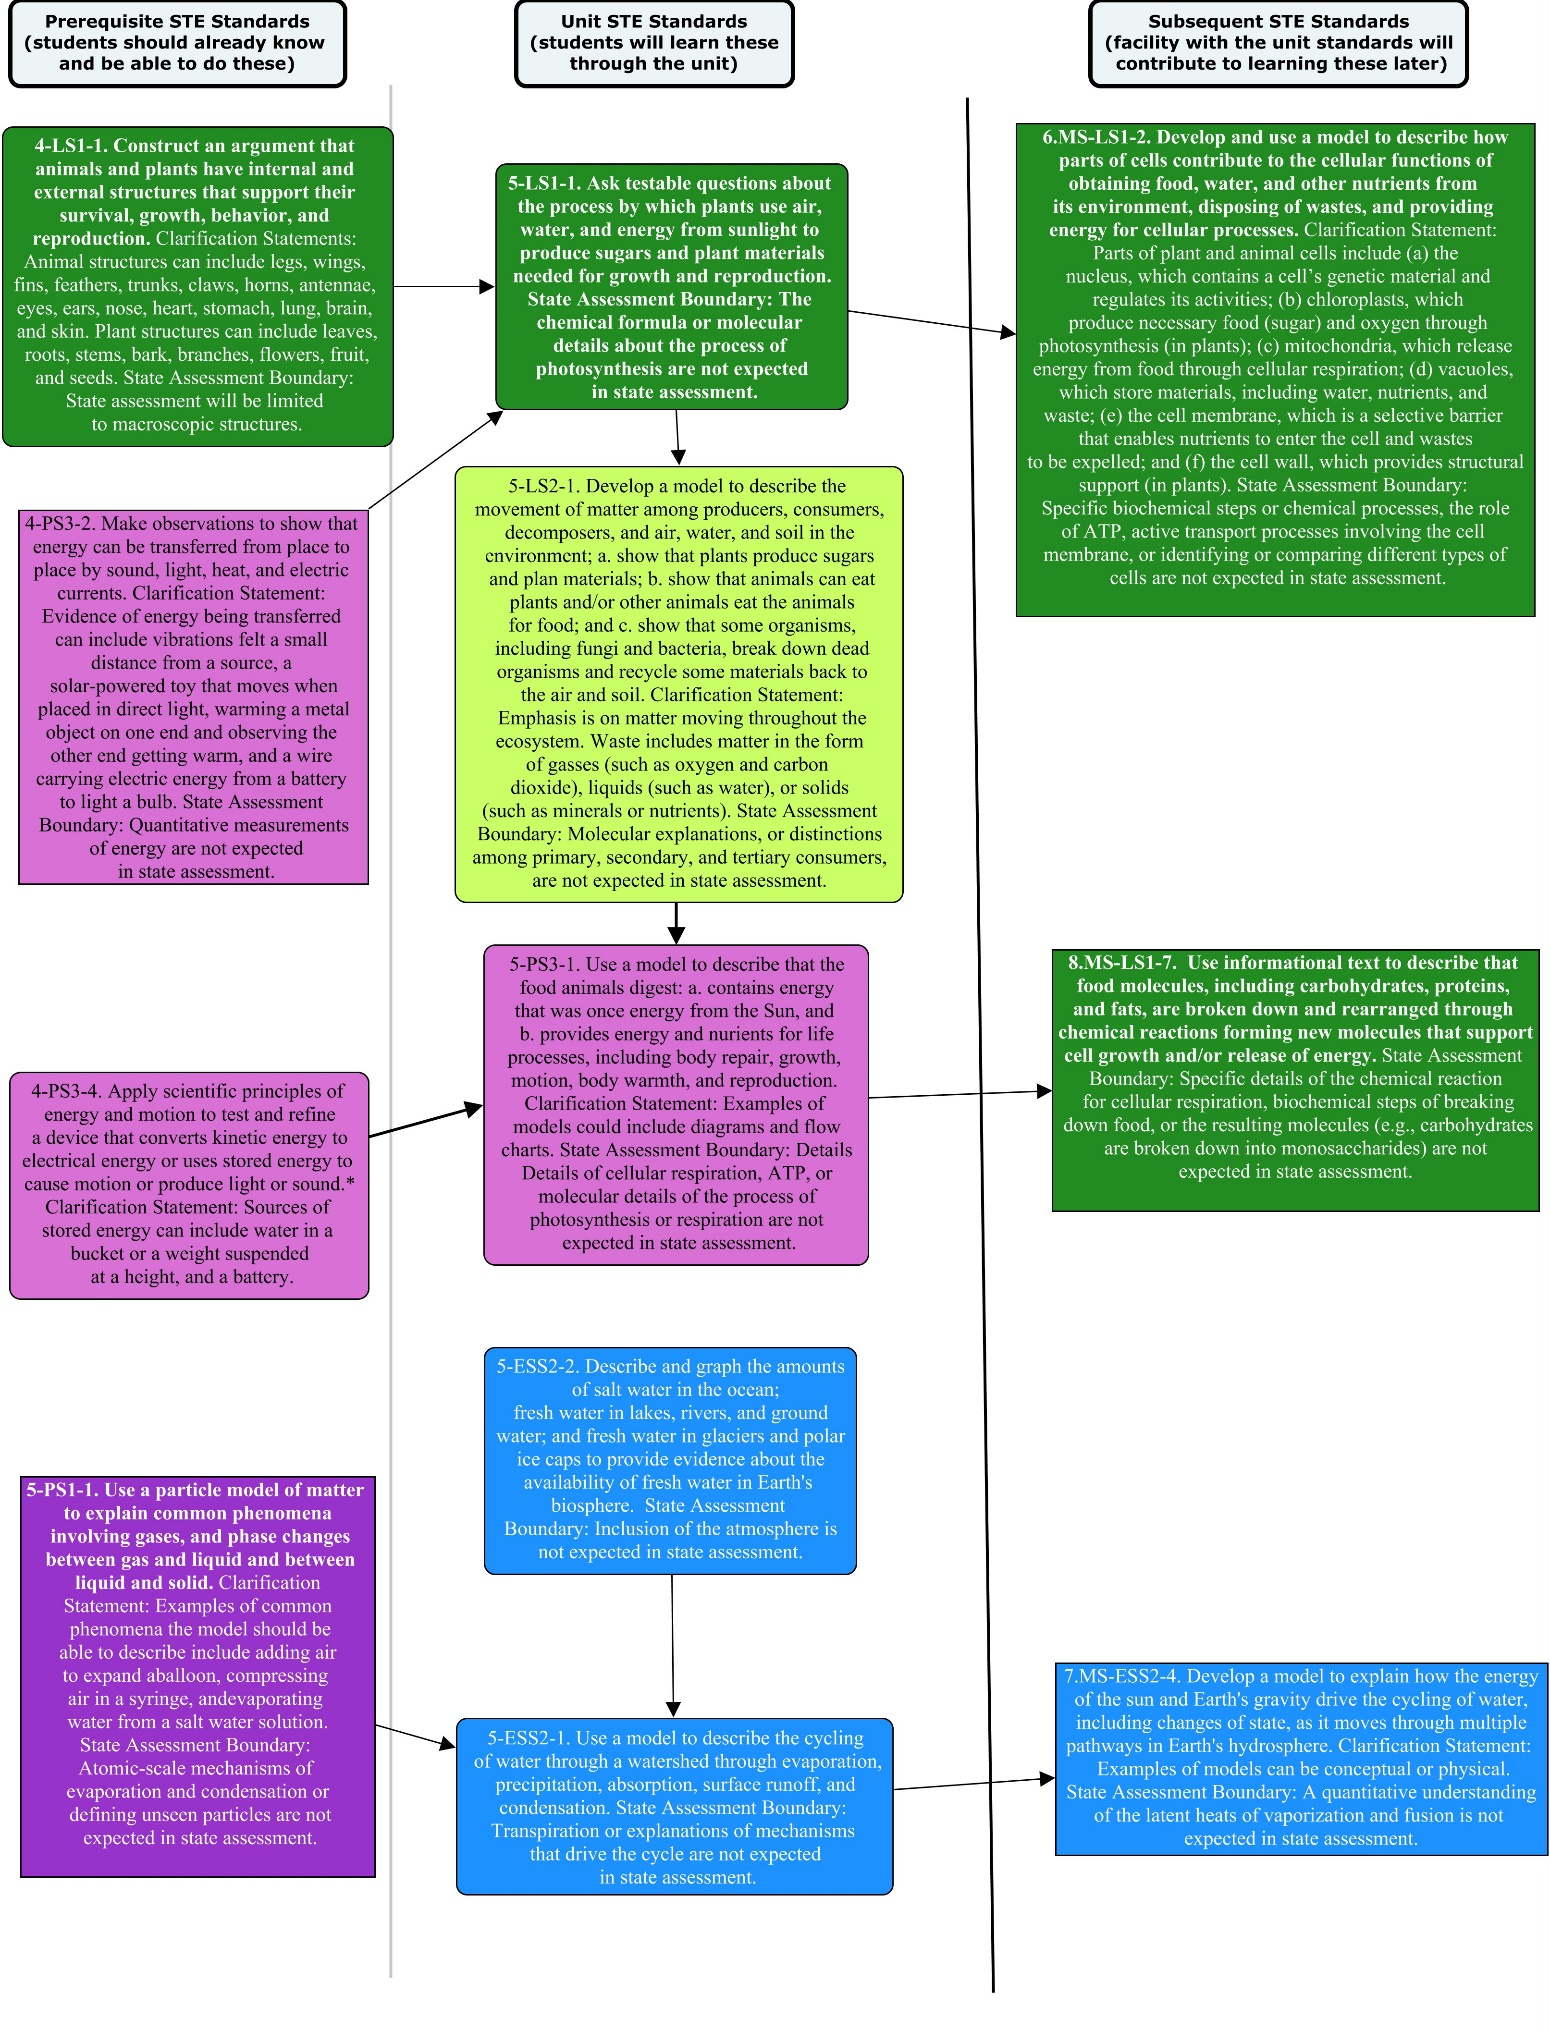 Prerequisite STE Standards
(students should already know
and be able to do these)
Unit STE Standards
(students will learn these
through the unit)
Subsequent STE Standards
(facility with the unit standards will
contribute to learning these later)
4-LS1-1. Construct an argument that
animals and plants have internal and
external structures that support their
survival, growth, behavior, and
reproduction. Clarification Statements:
Animal structures can include legs, wings,
fins, feathers, trunks, claws, horns, antennae,
eyes, ears, nose, heart, stomach, lung, brain,
and skin. Plant structures can include leaves,
roots, stems, bark, branches, flowers, fruit,
and seeds. State Assessment Boundary:
State assessment will be limited
to macroscopic structures.
4-PS3-2. Make observations to show that
energy can be transferred from place to
place by sound, light, heat, and electric
currents. Clarification Statement:
Evidence of energy being transferred
can include vibrations felt a small
distance from a source, a
solar-powered toy that moves when
placed in direct light, warming a metal
object on one end and observing the
other end getting warm, and a wire
carrying electric energy from a battery
to light a bulb. State Assessment
Boundary: Quantitative measurements
of energy are not expected
in state assessment.
4-PS3-4. Apply scientific principles of
energy and motion to test and refine
a device that converts kinetic energy to
electrical energy or uses stored energy to
cause motion or produce light or sound.*
Clarification Statement: Sources of
stored energy can include water in a
bucket or a weight suspended
at a height, and a battery.
5-PS1-1. Use a particle model of matter
to explain common phenomena
involving gases, and phase changes
between gas and liquid and between
liquid and solid. Clarification
Statement: Examples of common
phenomena the model should be
able to describe include adding air
to expand aballoon, compressing
air in a syringe, andevaporating
water from a salt water solution.
State Assessment Boundary:
Atomic-scale mechanisms of
evaporation and condensation or
defining unseen particles are not
expected in state assessment.
5-LS1-1. Ask testable questions about
the process by which plants use air,
water, and energy from sunlight to
produce sugars and plant materials
needed for growth and reproduction.
State Assessment Boundary: The
chemical formula or molecular
details about the process of
photosynthesis are not expected
in state assessment.
5-LS2-1. Develop a model to describe the
movement of matter among producers, consumers,
decomposers, and air, water, and soil in the
environment; a. show that plants produce sugars
and plan materials; b. show that animals can eat
plants and/or other animals eat the animals
for food; and c. show that some organisms,
including fungi and bacteria, break down dead
organisms and recycle some materials back to
the air and soil. Clarification Statement:
Emphasis is on matter moving throughout the
ecosystem. Waste includes matter in the form
of gasses (such as oxygen and carbon
dioxide), liquids (such as water), or solids
(such as minerals or nutrients). State Assessment
Boundary: Molecular explanations, or distinctions
among primary, secondary, and tertiary consumers,
are not expected in state assessment.
5-PS3-1. Use a model to describe that the
food animals digest: a. contains energy
that was once energy from the Sun, and
b. provides energy and nurients for life
processes, including body repair, growth,
motion, body warmth, and reproduction.
Clarification Statement: Examples of
models could include diagrams and flow
charts. State Assessment Boundary: Details
Details of cellular respiration, ATP, or
molecular details of the process of
photosynthesis or respiration are not
expected in state assessment.
5-ESS2-2. Describe and graph the amounts
of salt water in the ocean;
fresh water in lakes, rivers, and ground
water; and fresh water in glaciers and polar
ice caps to provide evidence about the
availability of fresh water in Earth's
biosphere. State Assessment
Boundary: Inclusion of the atmosphere is
not expected in state assessment.
5-ESS2-1. Use a model to describe the cycling
of water through a watershed through evaporation,
precipitation, absorption, surface runoff, and
condensation. State Assessment Boundary:
Transpiration or explanations of mechanisms
that drive the cycle are not expected
in state assessment.
6.MS-LS1-2. Develop and use a model to describe how
parts of cells contribute to the cellular functions of
obtaining food, water, and other nutrients from
its environment, disposing of wastes, and providing
energy for cellular processes. Clarification Statement:
Parts of plant and animal cells include (a) the
nucleus, which contains a cell's genetic material and
regulates its activities; (b) chloroplasts, which
produce necessary food (sugar) and oxygen through
photosynthesis (in plants); (c) mitochondria, which release
energy from food through cellular respiration; (d) vacuoles,
which store materials, including water, nutrients, and
waste; (e) the cell membrane, which is a selective barrier
that enables nutrients to enter the cell and wastes
to be expelled; and (f) the cell wall, which provides structural
support (in plants). State Assessment Boundary:
Specific biochemical steps or chemical processes, the role
of ATP, active transport processes involving the cell
membrane, or identifying or comparing different types of
cells are not expected in state assessment.
8.MS-LS1-7. Use informational text to describe that
food molecules, including carbohydrates, proteins,
and fats, are broken down and rearranged through
chemical reactions forming new molecules that support
cell growth and/or release of energy. State Assessment
Boundary: Specific details of the chemical reaction
for cellular respiration, biochemical steps of breaking
down food, or the resulting molecules (e.g., carbohydrates
are broken down into monosaccharides) are not
expected in state assessment.
7.MS-ESS2-4. Develop a model to explain how the energy
of the sun and Earth's gravity drive the cycling of water,
including changes of state, as it moves through multiple
pathways in Earth's hydrosphere. Clarification Statement:
Examples of models can be conceptual or physical.
State Assessment Boundary: A quantitative understanding
of the latent heats of vaporization and fusion is not
expected in state assessment.